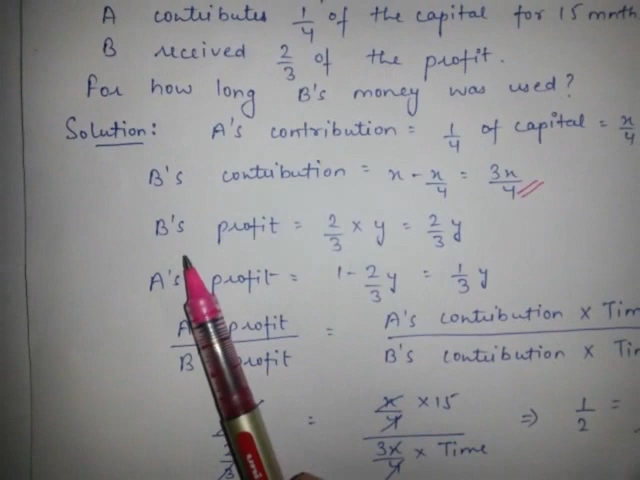 A contributes 1/4 of the capital for 15 mnth
B received 2/3 of the profit.
For how long B's money was used?
Solution: A's contribution = 1/4 of capital = x/4
B's contribution = x - x/4 = 3x/4
B's profit = 2/3 × y = 2/3 y
A's profit = 1 - 2/3 y = 1/3 y
A profit / B profit = A's contribution × Tim / B's contribution × Tim
= x/4 × 15 / 3x/4 × Time ⇒ 1/2 =
uni